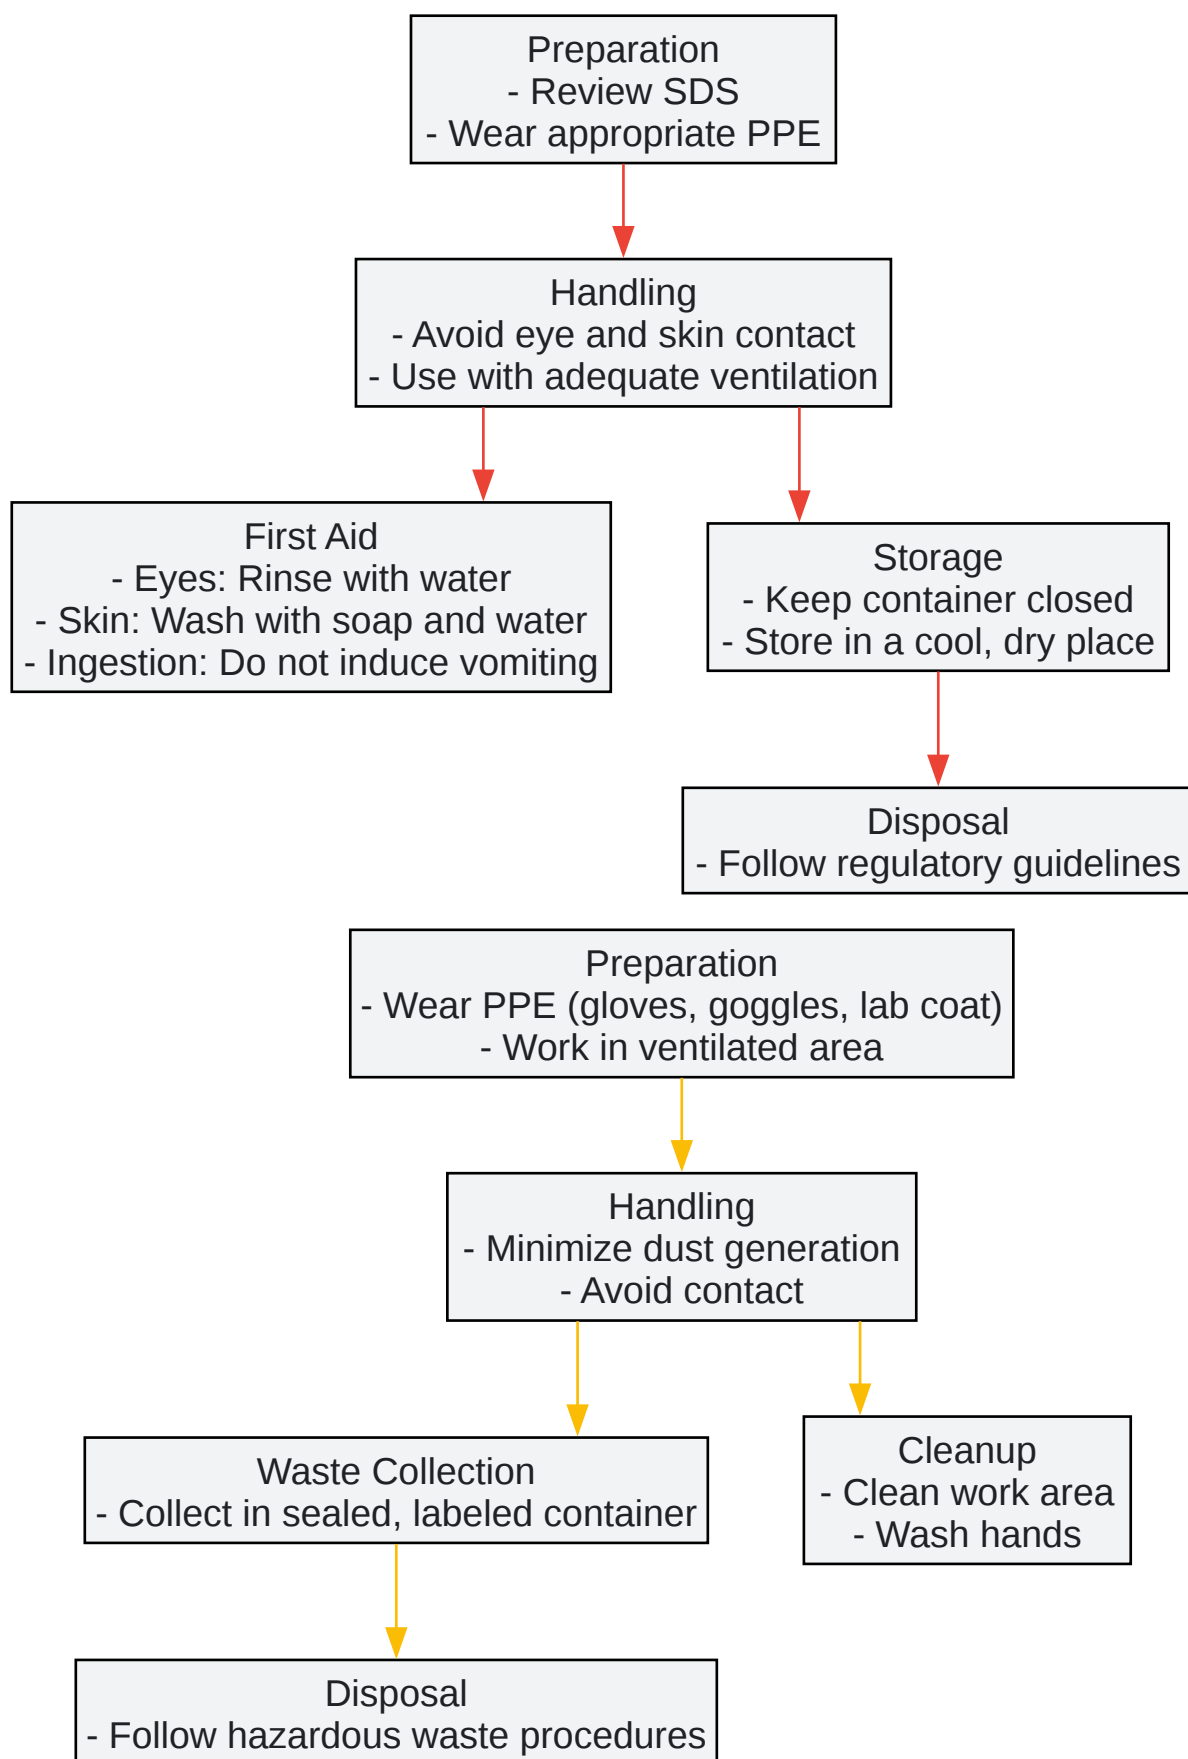 Preparation
- Review SDS
- Wear appropriate PPE
Handling
- Avoid eye and skin contact
- Use with adequate ventilation
First Aid
- Eyes: Rinse with water
- Skin: Wash with soap and water
- Ingestion: Do not induce vomiting
Storage
- Keep container closed
- Store in a cool, dry place
Disposal
- Follow regulatory guidelines
Preparation
- Wear PPE (gloves, goggles, lab coat)
- Work in ventilated area
Handling
- Minimize dust generation
- Avoid contact
Waste Collection
- Collect in sealed, labeled container
Cleanup
- Clean work area
- Wash hands
Disposal
- Follow hazardous waste procedures